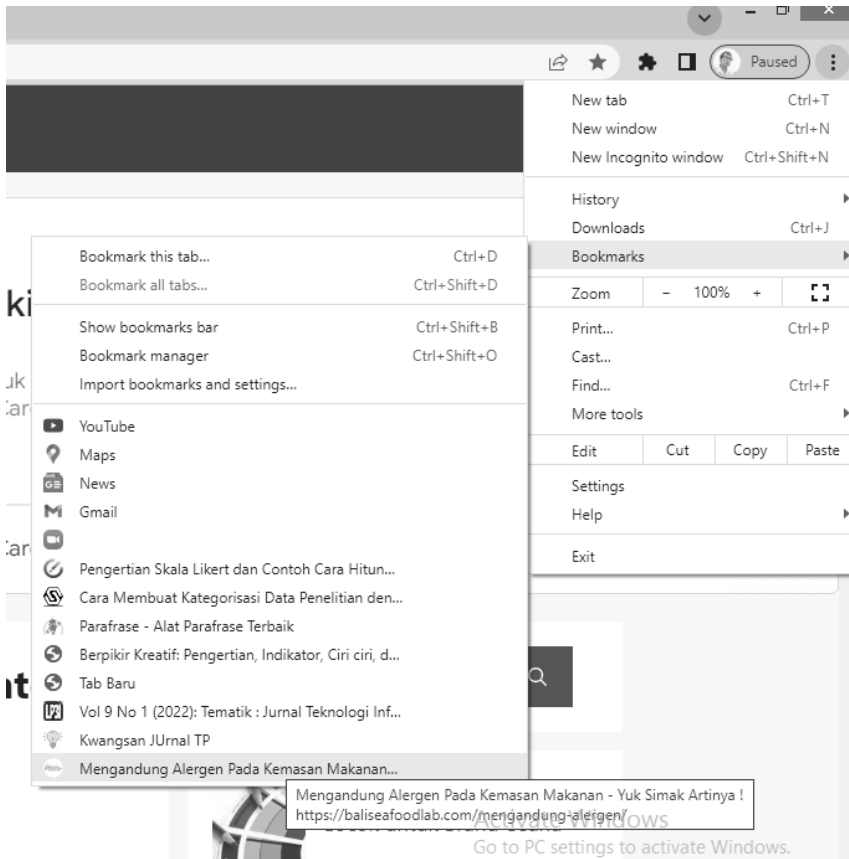 Paused
New tab Ctrl+T
New window Ctrl+N
New Incognito window Ctrl+Shift+N
History
Downloads Ctrl+J
Bookmarks
Zoom - 100% +
Print... Ctrl+P
Cast...
Find... Ctrl+F
More tools
Edit Cut Copy Paste
Settings
Help
Exit
Bookmark this tab... Ctrl+D
Bookmark all tabs... Ctrl+Shift+D
Show bookmarks bar Ctrl+Shift+B
Bookmark manager Ctrl+Shift+O
Import bookmarks and settings...
YouTube
Maps
News
Gmail
Pengertian Skala Likert dan Contoh Cara Hitun...
Cara Membuat Kategorisasi Data Penelitian den...
Parafrase - Alat Parafrase Terbaik
Berpikir Kreatif: Pengertian, Indikator, Ciri ciri, d...
Tab Baru
Vol 9 No 1 (2022): Tematik : Jurnal Teknologi Inf...
Kwangsan JUrnal TP
Mengandung Alergen Pada Kemasan Makanan...
Mengandung Alergen Pada Kemasan Makanan - Yuk Simak Artinya !
https://baliseafoodlab.com/mengandung-alergen/
Activate Windows
Go to PC settings to activate Windows.